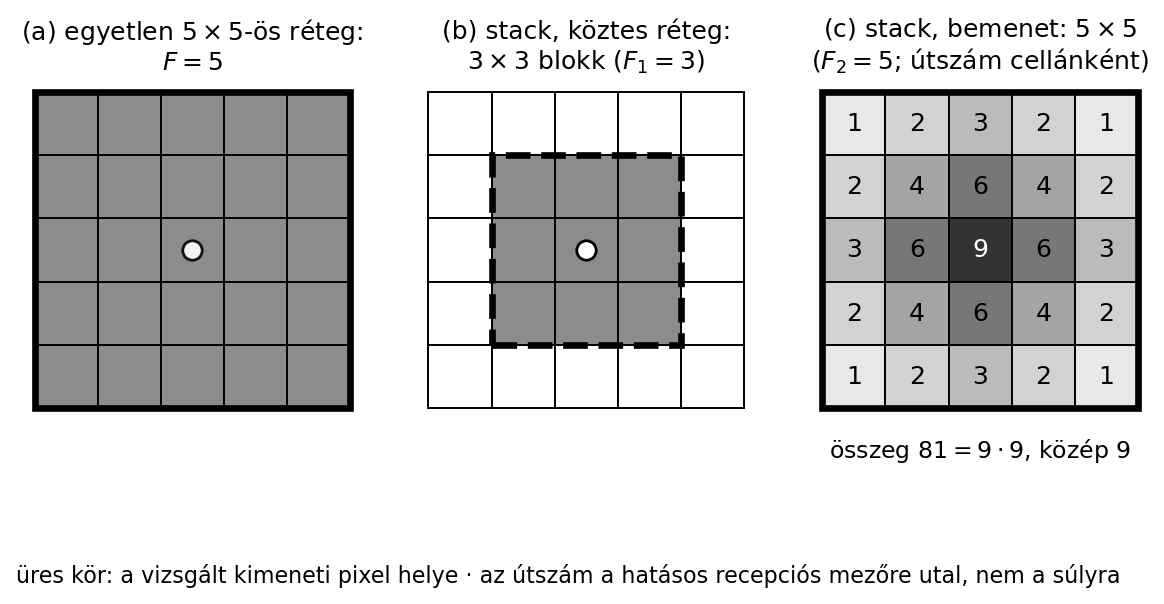 (a) egyetlen 5 × 5-ös réteg:
F = 5
(b) stack, köztes réteg:
3 × 3 blokk (F₁ = 3)
(c) stack, bemenet: 5 × 5
(F₂ = 5; útszám cellánként)
1 2 3 2 1
2 4 6 4 2
3 6 9 6 3
2 4 6 4 2
1 2 3 2 1
összeg 81 = 9 · 9, közép 9
üres kör: a vizsgált kimeneti pixel helye · az útszám a hatásos recepciós mezőre utal, nem a súlyra